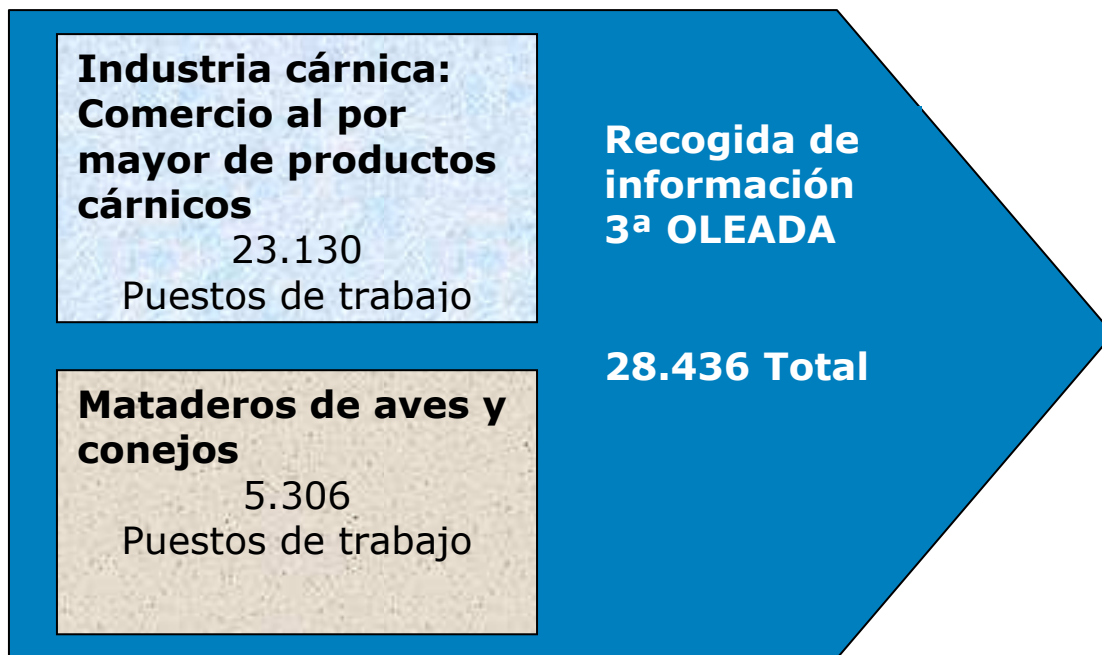 Industria cárnica:
Comercio al por
mayor de productos
cárnicos
23.130
Puestos de trabajo
Mataderos de aves y
conejos
5.306
Puestos de trabajo
Recogida de
información
3ª OLEADA
28.436 Total